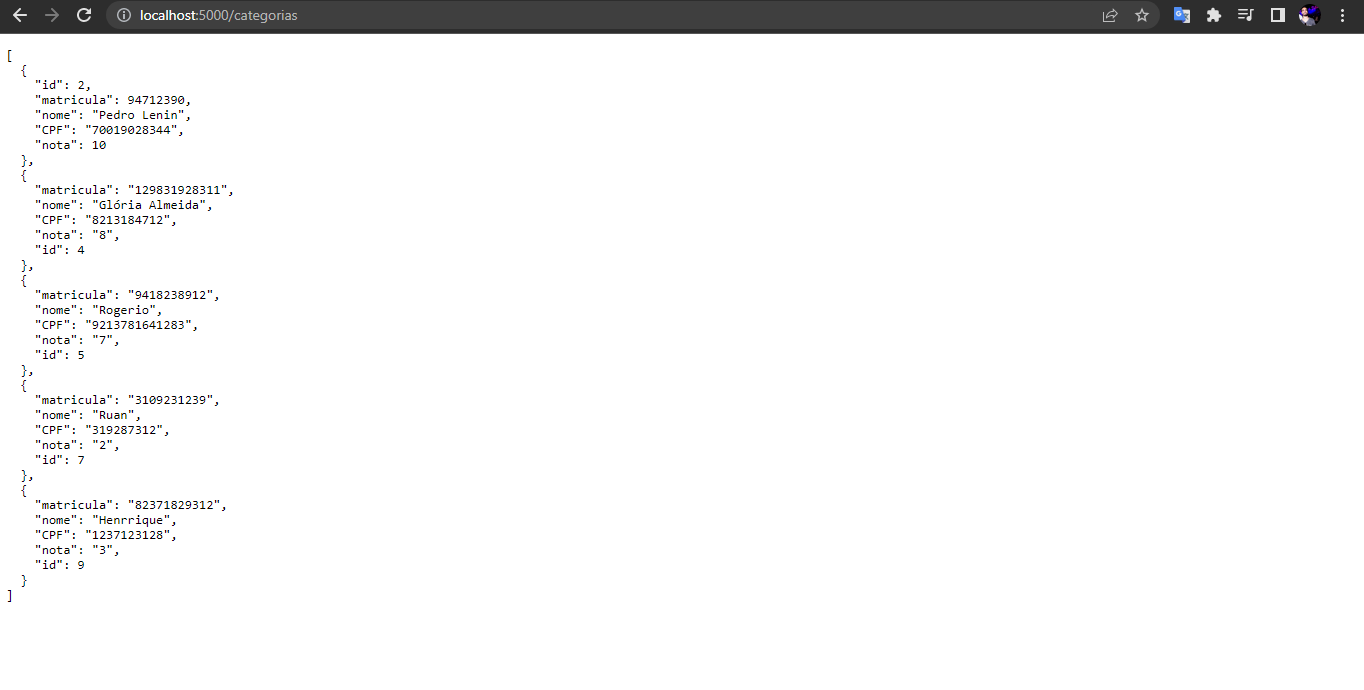 localhost:5000/categorias
[
  {
    "id": 2,
    "matricula": 94712390,
    "nome": "Pedro Lenin",
    "CPF": "70019028344",
    "nota": 10
  },
  {
    "matricula": "129831928311",
    "nome": "Glória Almeida",
    "CPF": "8213184712",
    "nota": "8",
    "id": 4
  },
  {
    "matricula": "9418238912",
    "nome": "Rogerio",
    "CPF": "9213781641283",
    "nota": "7",
    "id": 5
  },
  {
    "matricula": "3109231239",
    "nome": "Ruan",
    "CPF": "319287312",
    "nota": "2",
    "id": 7
  },
  {
    "matricula": "82371829312",
    "nome": "Henrrique",
    "CPF": "1237123128",
    "nota": "3",
    "id": 9
  }
]